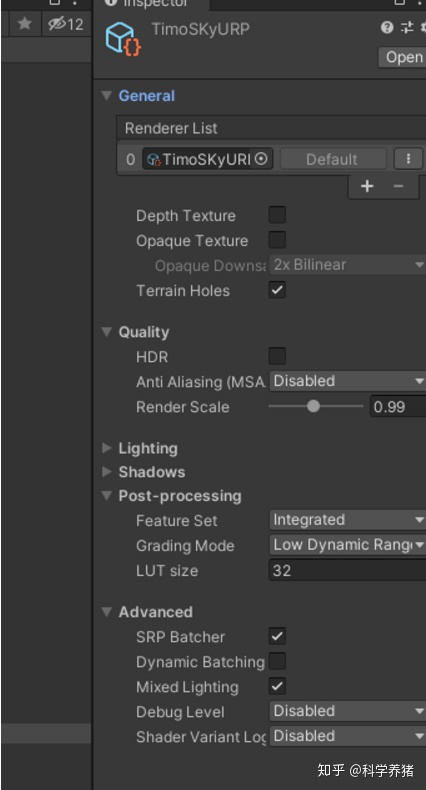 Inspector
12
TimoSKyURP
Open
General
Renderer List
0 TimoSKyURI Default
Depth Texture
Opaque Texture
Opaque Downsa 2x Bilinear
Terrain Holes
Quality
HDR
Anti Aliasing (MSA Disabled
Render Scale 0.99
Lighting
Shadows
Post-processing
Feature Set Integrated
Grading Mode Low Dynamic Range
LUT size 32
Advanced
SRP Batcher
Dynamic Batching
Mixed Lighting
Debug Level Disabled
Shader Variant Log Disabled
知乎 @科学养猪